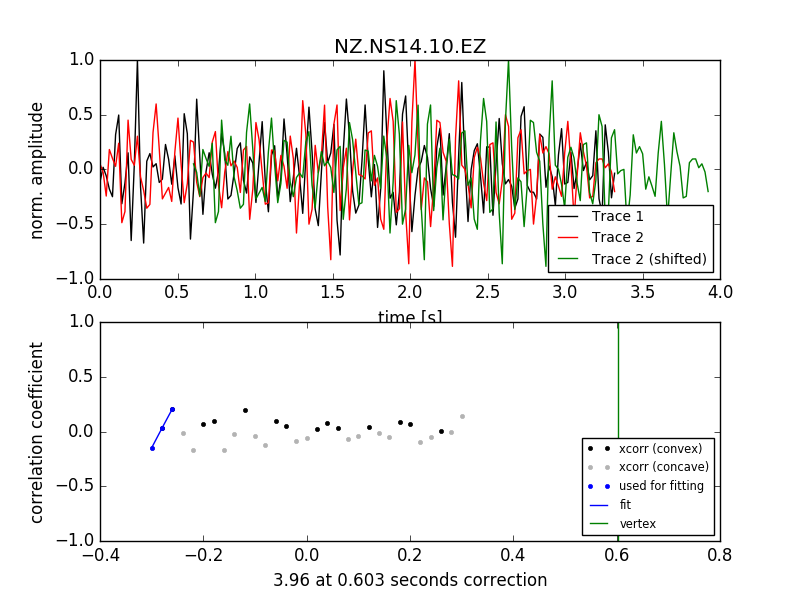 NZ.NS14.10.EZ
norm. amplitude
1.0
0.5
0.0
−0.5
−1.0
Trace 1
Trace 2
Trace 2 (shifted)
0.0 0.5 1.0 1.5 2.0 2.5 3.0 3.5 4.0
time [s]
correlation coefficient
1.0
0.5
0.0
−0.5
−1.0
xcorr (convex)
xcorr (concave)
used for fitting
fit
vertex
−0.4 −0.2 0.0 0.2 0.4 0.6 0.8
3.96 at 0.603 seconds correction